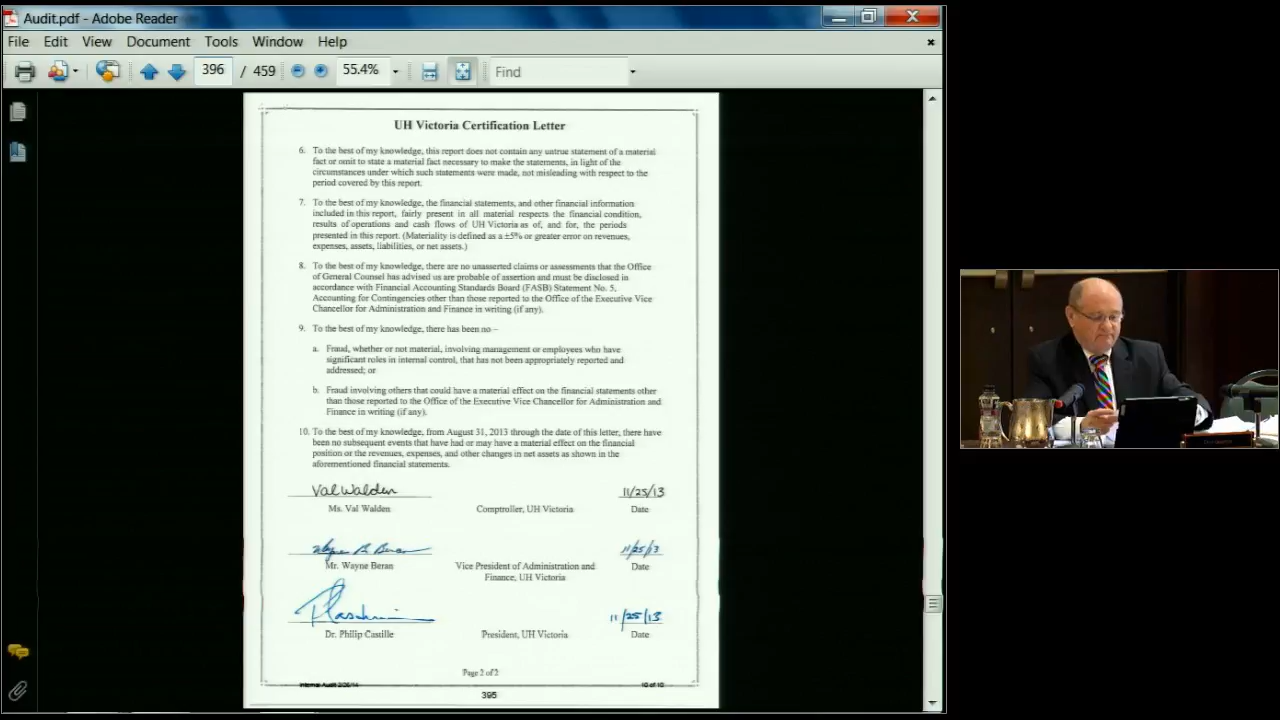 Audit.pdf - Adobe Reader
File Edit View Document Tools Window Help
396 / 459 55.4% Find
UH Victoria Certification Letter
6. To the best of my knowledge, this report does not contain any untrue statement of a material
fact or omit to state a material fact necessary to make the statements, in light of the
circumstances under which such statements were made, not misleading with respect to the
period covered by this report.
7. To the best of my knowledge, the financial statements, and other financial information
included in this report, fairly present in all material respects the financial condition,
results of operations and cash flows of UH Victoria as of, and for, the periods
presented in this report. (Materiality is defined as a ±5% or greater error on revenues,
expenses, assets, liabilities, or net assets.)
8. To the best of my knowledge, there are no unasserted claims or assessments that the Office
of General Counsel has advised us are probable of assertion and must be disclosed in
accordance with Financial Accounting Standards Board (FASB) Statement No. 5,
Accounting for Contingencies other than those reported to the Office of the Executive Vice
Chancellor for Administration and Finance in writing (if any).
9. To the best of my knowledge, there has been no –
a. Fraud, whether or not material, involving management or employees who have
significant roles in internal control, that has not been appropriately reported and
addressed; or
b. Fraud involving others that could have a material effect on the financial statements other
than those reported to the Office of the Executive Vice Chancellor for Administration and
Finance in writing (if any).
10. To the best of my knowledge, from August 31, 2013 through the date of this letter, there have
been no subsequent events that have had or may have a material effect on the financial
position or the revenues, expenses, and other changes in net assets as shown in the
aforementioned financial statements.
Val Walden 11/25/13
Ms. Val Walden Comptroller, UH Victoria Date
Wayne B Beran 11/25/13
Mr. Wayne Beran Vice President of Administration and Date
Finance, UH Victoria
11/25/13
Dr. Philip Castille President, UH Victoria Date
Page 2 of 2
Internal Audit 2/26/14 10 of 10
395